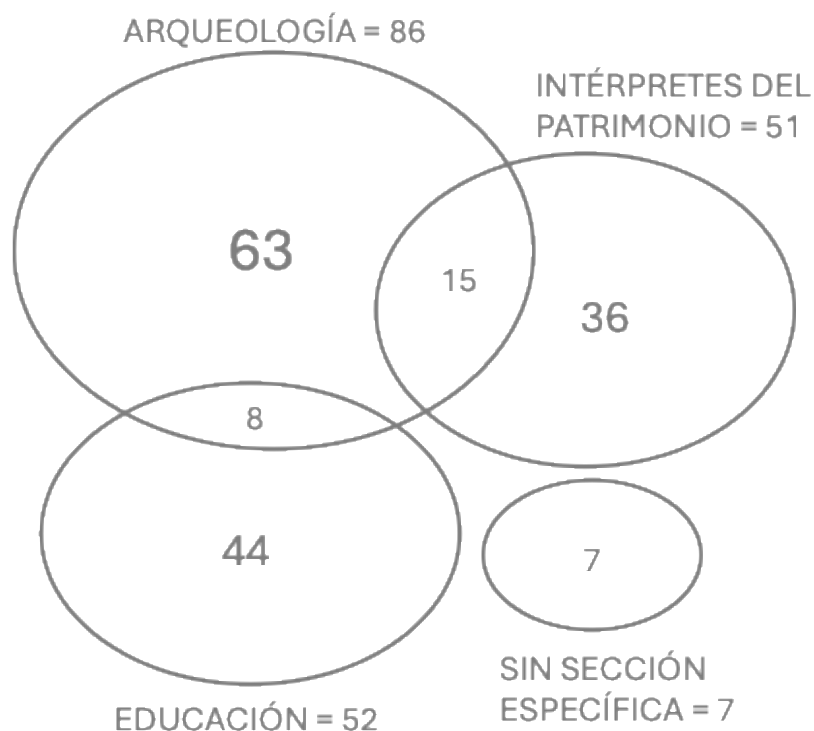 ARQUEOLOGÍA = 86
INTÉRPRETES DEL
PATRIMONIO = 51
63
15
36
8
44
7
SIN SECCIÓN
ESPECÍFICA = 7
EDUCACIÓN = 52